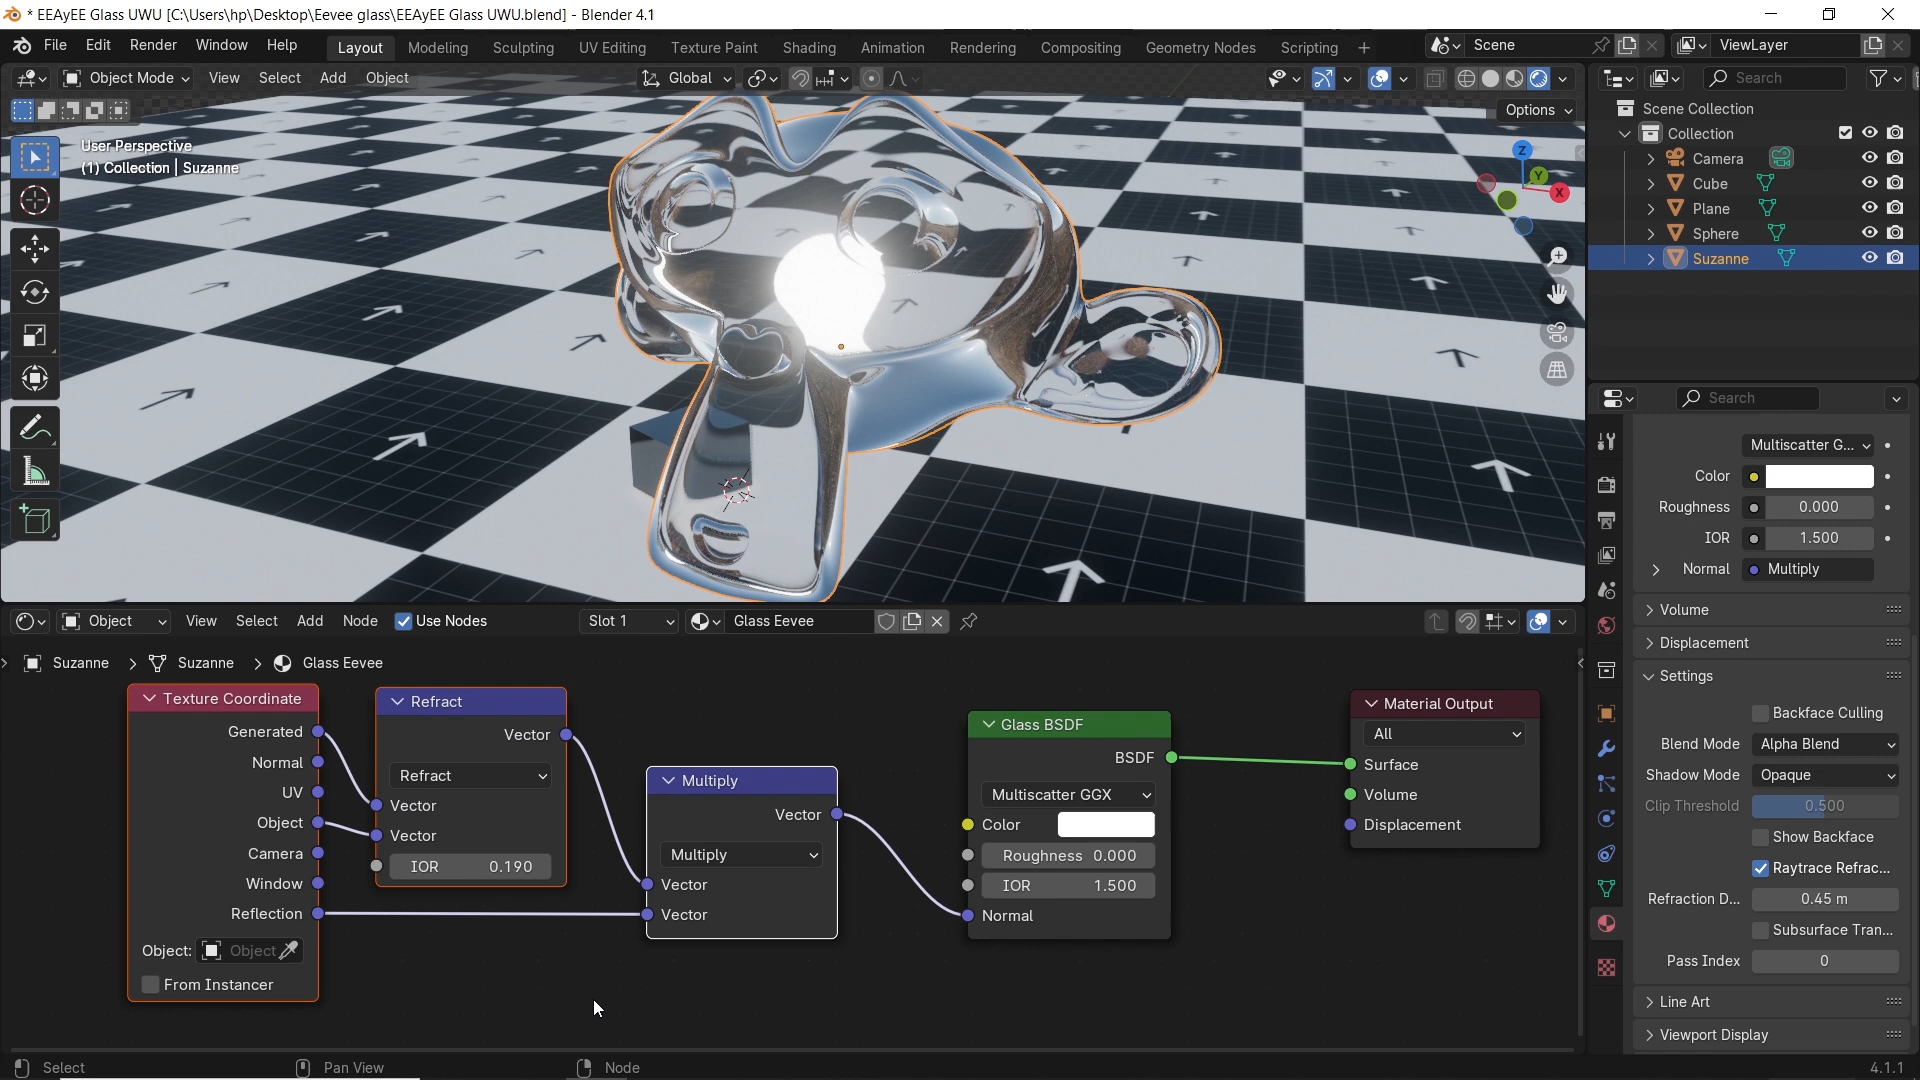 * EEAyEE Glass UWU [C:\Users\hp\Desktop\Eevee glass\EEAyEE Glass UWU.blend] - Blender 4.1
File Edit Render Window Help Layout Modeling Sculpting UV Editing Texture Paint Shading Animation Rendering Compositing Geometry Nodes Scripting + Scene ViewLayer
Object Mode View Select Add Object Global Search
Options
User Perspective
(1) Collection | Suzanne
Z
Y
X
Scene Collection
Collection
Camera
Cube
Plane
Sphere
Suzanne
Search
Multiscatter G...
Color
Roughness 0.000
IOR 1.500
Normal Multiply
Volume
Displacement
Settings
Backface Culling
Blend Mode Alpha Blend
Shadow Mode Opaque
Clip Threshold 0.500
Show Backface
Raytrace Refrac...
Refraction D... 0.45 m
Subsurface Tran...
Pass Index 0
Line Art
Viewport Display
Object View Select Add Node Use Nodes Slot 1 Glass Eevee
Suzanne > Suzanne > Glass Eevee
Texture Coordinate
Generated
Normal
UV
Object
Camera
Window
Reflection
Object: Object
From Instancer
Refract
Vector
Refract
Vector
Vector
IOR 0.190
Multiply
Vector
Multiply
Vector
Vector
Glass BSDF
BSDF
Multiscatter GGX
Color
Roughness 0.000
IOR 1.500
Normal
Material Output
All
Surface
Volume
Displacement
Select Pan View Node 4.1.1